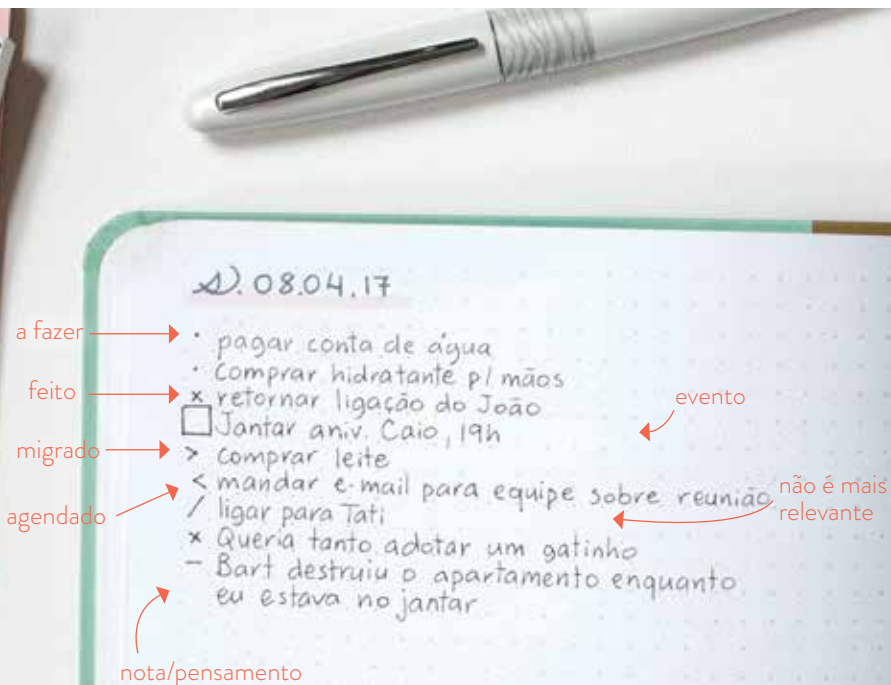 S. 08.04.17
a fazer
· pagar conta de água
· Comprar hidratante p/ mãos
feito
x retornar ligação do João
evento
□ Jantar aniv. Caio, 19h
migrado
> comprar leite
agendado
< mandar e-mail para equipe sobre reunião
não é mais
relevante
/ ligar para Tati
x Queria tanto adotar um gatinho
– Bart destruiu o apartamento enquanto
eu estava no jantar
nota/pensamento